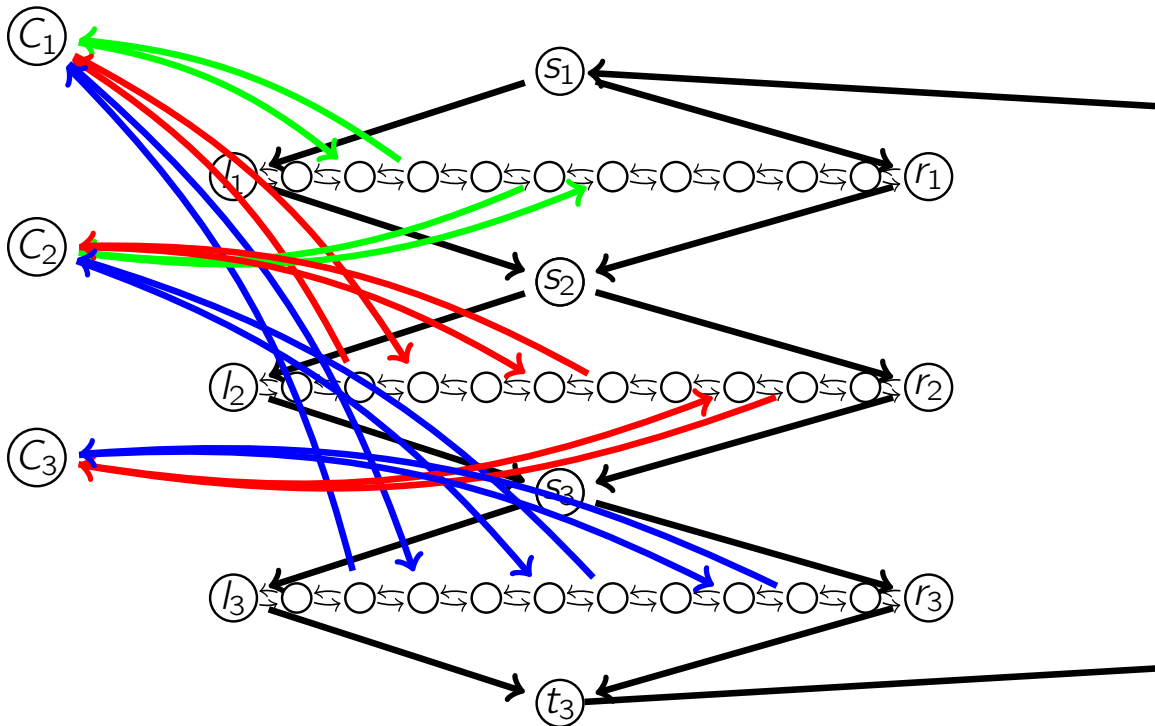 C₁
s₁
l₁ r₁
C₂
s₂
l₂ r₂
C₃
s₃
l₃ r₃
t₃